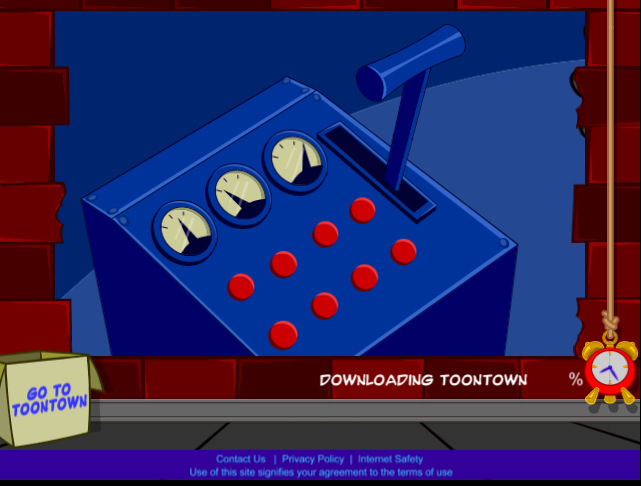 DOWNLOADING TOONTOWN %
GO TO
TOONTOWN
Contact Us | Privacy Policy | Internet Safety
Use of this site signifies your agreement to the terms of use